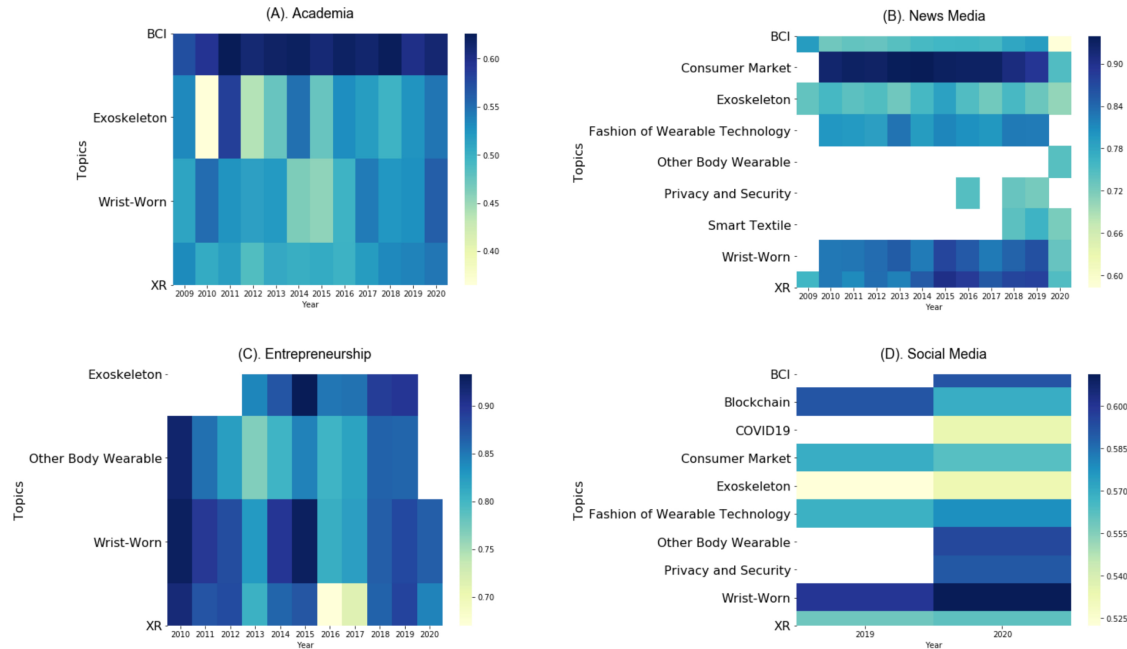 (A). Academia
BCI
Exoskeleton
Wrist-Worn
XR
Topics
2009 2010 2011 2012 2013 2014 2015 2016 2017 2018 2019 2020
Year
0.60
0.55
0.50
0.45
0.40
(B). News Media
BCI
Consumer Market
Exoskeleton
Fashion of Wearable Technology
Other Body Wearable
Privacy and Security
Smart Textile
Wrist-Worn
XR
Topics
2009 2010 2011 2012 2013 2014 2015 2016 2017 2018 2019 2020
Year
0.90
0.84
0.78
0.72
0.66
0.60
(C). Entrepreneurship
Exoskeleton
Other Body Wearable
Wrist-Worn
XR
Topics
2010 2011 2012 2013 2014 2015 2016 2017 2018 2019 2020
Year
0.90
0.85
0.80
0.75
0.70
(D). Social Media
BCI
Blockchain
COVID19
Consumer Market
Exoskeleton
Fashion of Wearable Technology
Other Body Wearable
Privacy and Security
Wrist-Worn
XR
Topics
2019 2020
Year
0.600
0.585
0.570
0.555
0.540
0.525